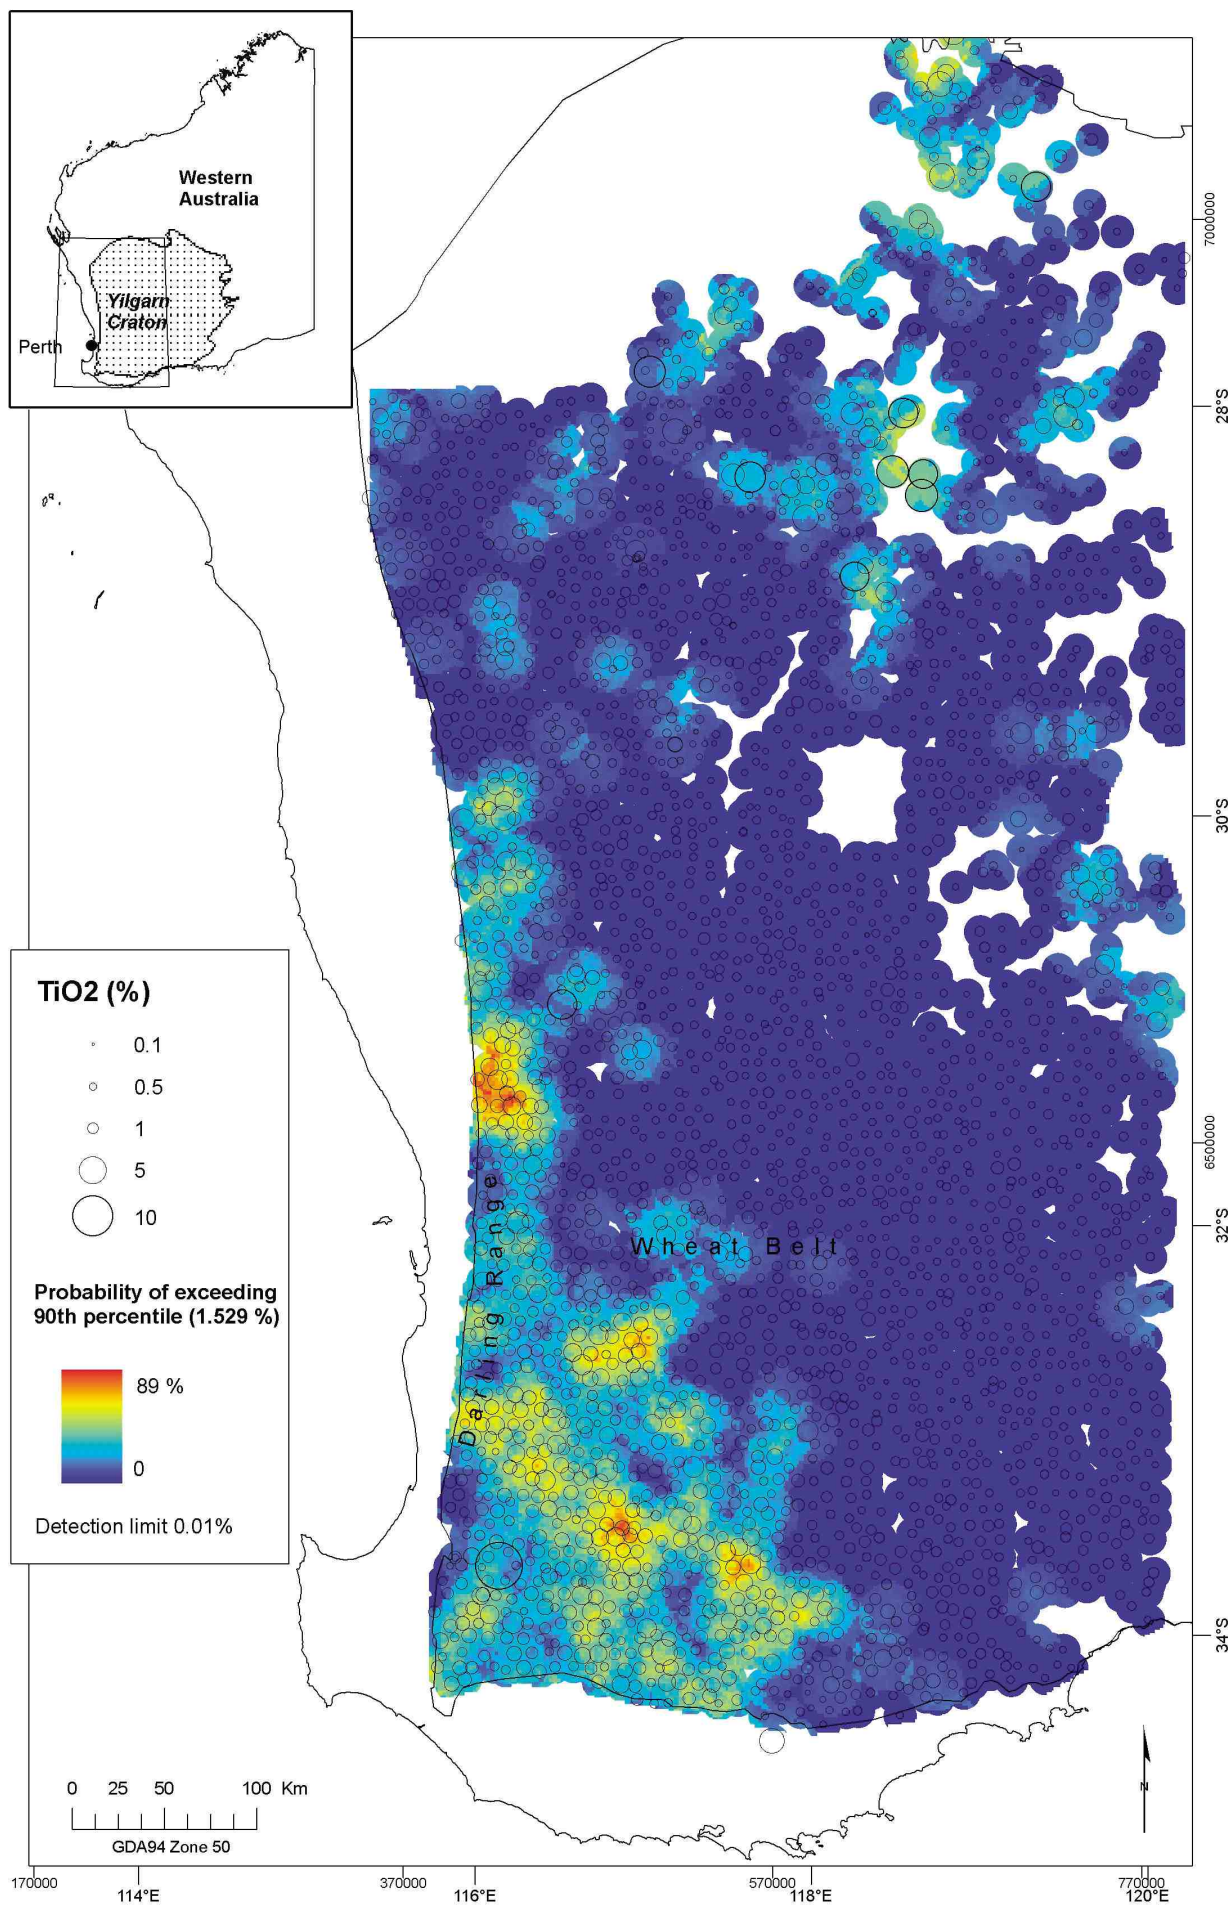 Western
Australia
Yilgarn
Craton
Perth
7000000
28°S
30°S
6500000
32°S
34°S
Wheat Belt
Darling Range
TiO2 (%)
0.1
0.5
1
5
10
Probability of exceeding
90th percentile (1.529 %)
89 %
0
Detection limit 0.01%
0 25 50 100 Km
GDA94 Zone 50
N
170000 370000 570000 770000
114°E 116°E 118°E 120°E